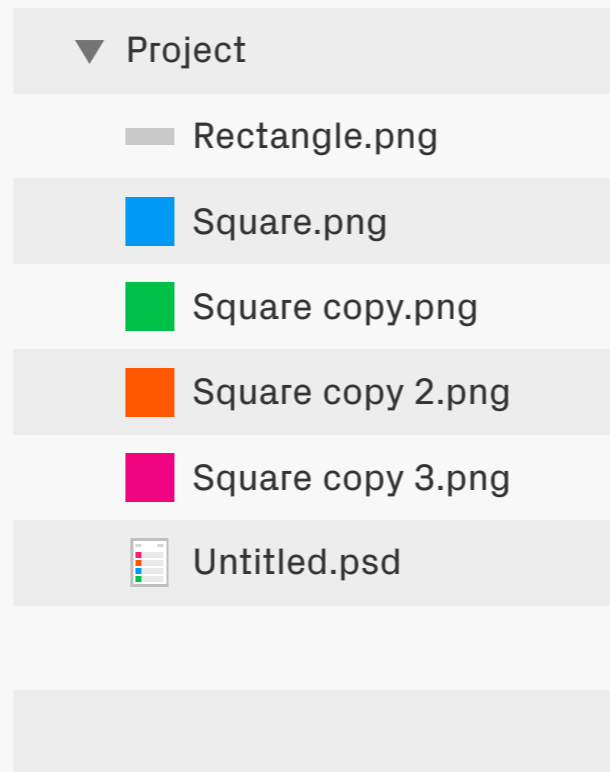 Project
Rectangle.png
Square.png
Square copy.png
Square copy 2.png
Square copy 3.png
Untitled.psd